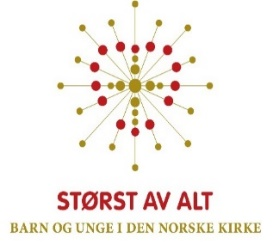 STØRST AV ALT
BARN OG UNGE I DEN NORSKE KIRKE